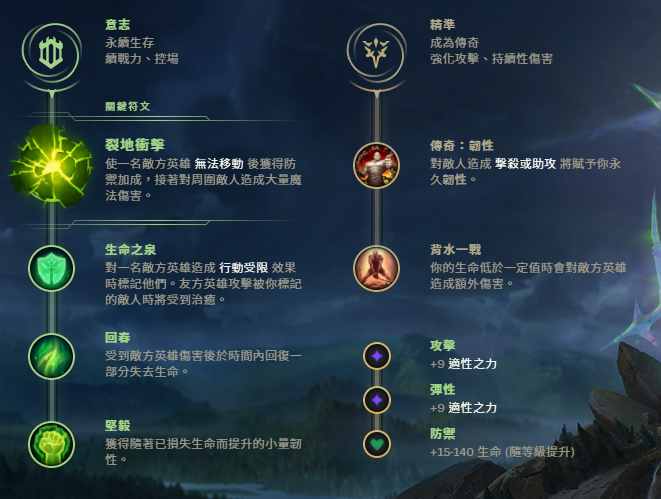 意志
永續生存
續戰力、控場
關鍵符文
裂地衝擊
使一名敵方英雄 無法移動 後獲得防
禦加成，接著對周圍敵人造成大量魔
法傷害。
生命之泉
對一名敵方英雄造成 行動受限 效果
時標記他們。友方英雄攻擊被你標記
的敵人時將受到治癒。
回春
受到敵方英雄傷害後於時間內回復一
部分失去生命。
堅毅
獲得隨著已損失生命而提升的小量韌
性。
精準
成為傳奇
強化攻擊、持續性傷害
傳奇：韌性
對敵人造成 擊殺或助攻 將賦予你永
久韌性。
背水一戰
你的生命低於一定值時會對敵方英雄
造成額外傷害。
攻擊
+9 適性之力
彈性
+9 適性之力
防禦
+15-140 生命 (隨等級提升)